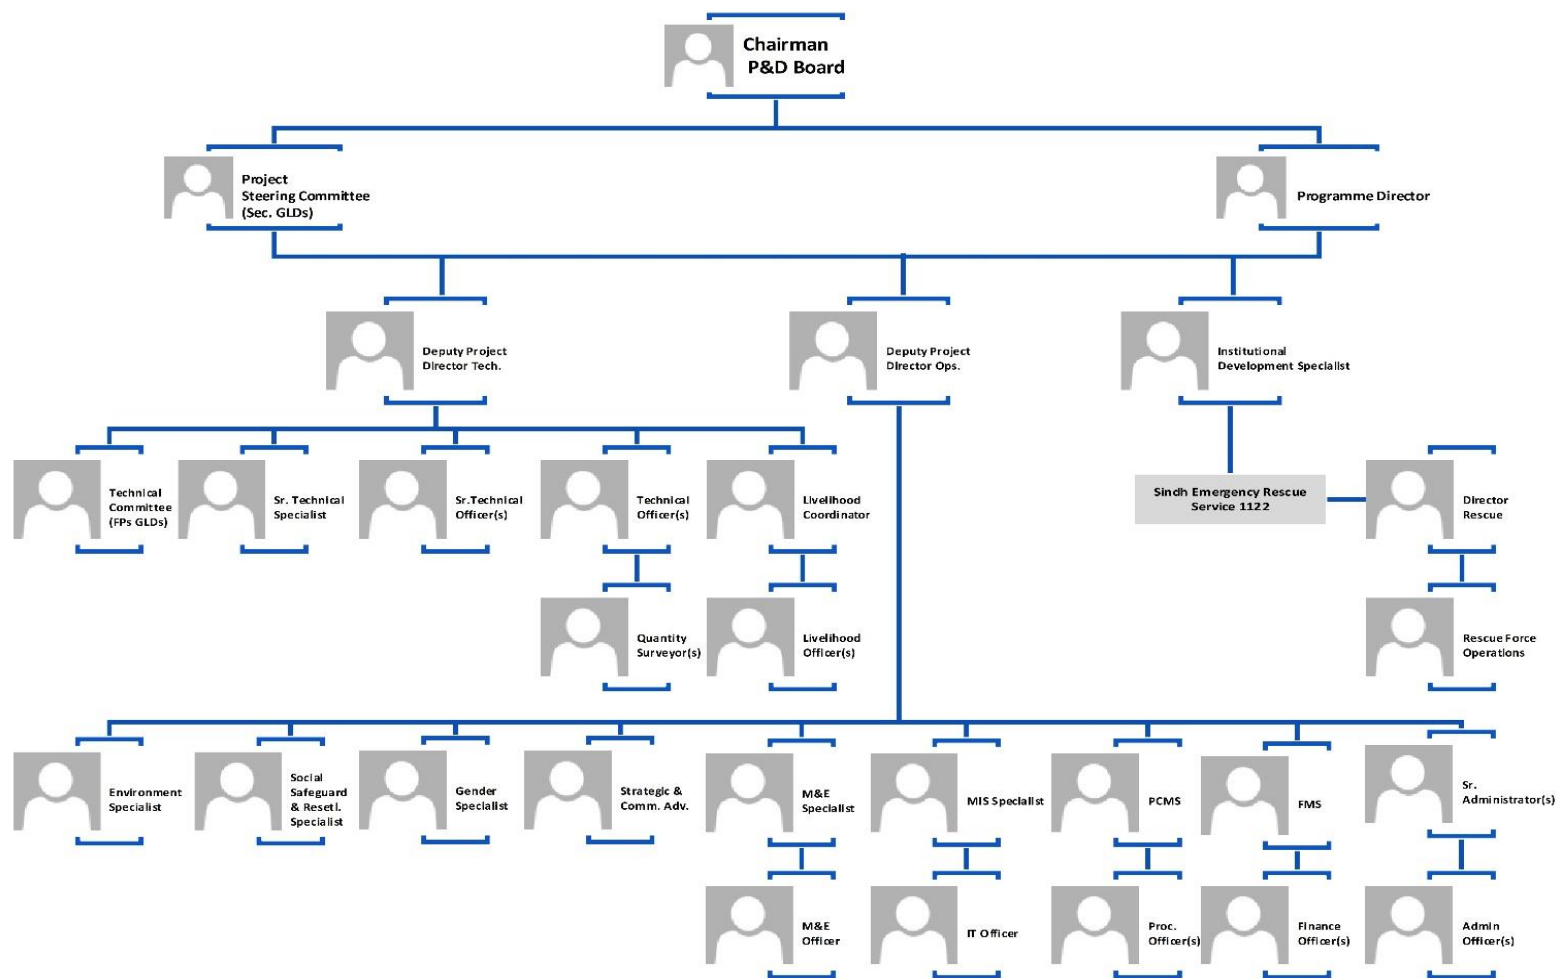 Chairman
P&D Board
Project
Steering Committee
(Sec. GLDs)
Programme Director
Deputy Project
Director Tech.
Deputy Project
Director Ops.
Institutional
Development Specialist
Technical
Committee
(FPs GLDs)
Sr. Technical
Specialist
Sr.Technical
Officer(s)
Technical
Officer(s)
Livelihood
Coordinator
Sindh Emergency Rescue
Service 1122
Director
Rescue
Quantity
Surveyor(s)
Livelihood
Officer(s)
Rescue Force
Operations
Environment
Specialist
Social
Safeguard
& Resetl.
Specialist
Gender
Specialist
Strategic &
Comm. Adv.
M&E
Specialist
MIS Specialist
PCMS
FMS
Sr.
Administrator(s)
M&E
Officer
IT Officer
Proc.
Officer(s)
Finance
Officer(s)
Admin
Officer(s)